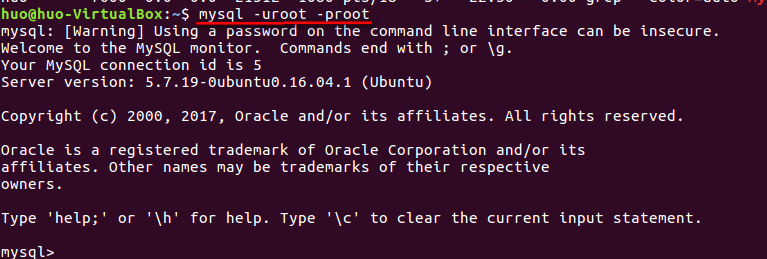 huo@huo-VirtualBox:~$ mysql -uroot -proot
mysql: [Warning] Using a password on the command line interface can be insecure.
Welcome to the MySQL monitor.  Commands end with ; or \g.
Your MySQL connection id is 5
Server version: 5.7.19-0ubuntu0.16.04.1 (Ubuntu)
Copyright (c) 2000, 2017, Oracle and/or its affiliates. All rights reserved.
Oracle is a registered trademark of Oracle Corporation and/or its
affiliates. Other names may be trademarks of their respective
owners.
Type 'help;' or '\h' for help. Type '\c' to clear the current input statement.
mysql>